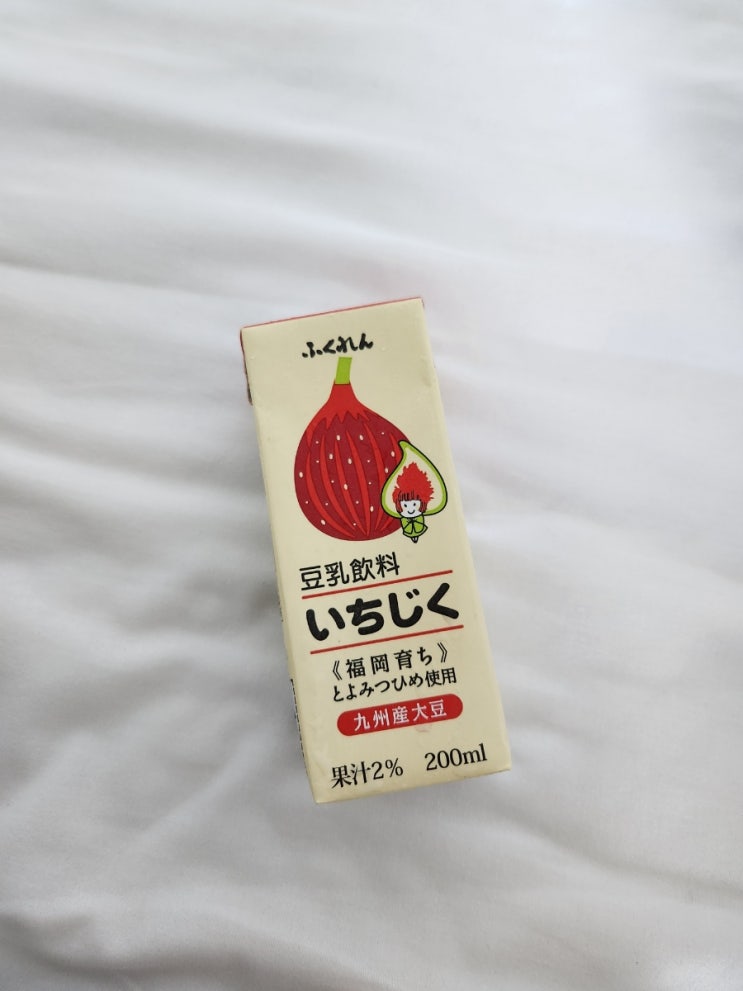 ふくれん
豆乳飲料
いちじく
《福岡育ち》
とよみつひめ使用
九州産大豆
果汁2% 200ml